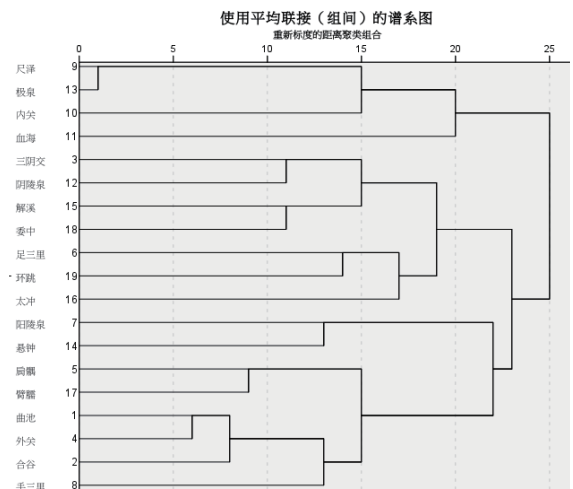 使用平均联接（组间）的谱系图
重新标度的距离聚类组合
0 5 10 15 20 25
尺泽 9
极泉 13
内关 10
血海 11
三阴交 3
阴陵泉 12
解溪 15
委中 18
足三里 6
环跳 19
太冲 16
阳陵泉 7
悬钟 14
肩髃 5
臂臑 17
曲池 1
外关 4
合谷 2
手三里 8